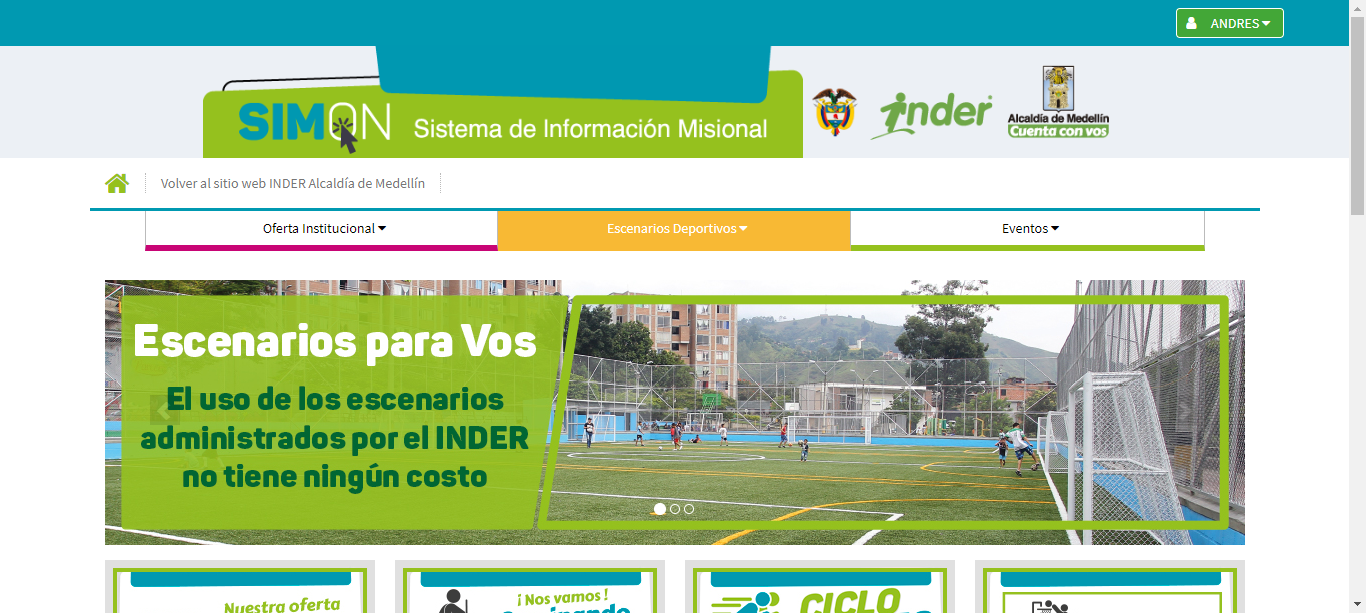 ANDRES
SIMON
Sistema de Información Misional
inder
Alcaldía de Medellín
Cuenta con vos
Volver al sitio web INDER Alcaldía de Medellín
Oferta Institucional
Escenarios Deportivos
Eventos
Escenarios para Vos
El uso de los escenarios
administrados por el INDER
no tiene ningún costo
Nuestra oferta
¡Nos vamos!
CICLO